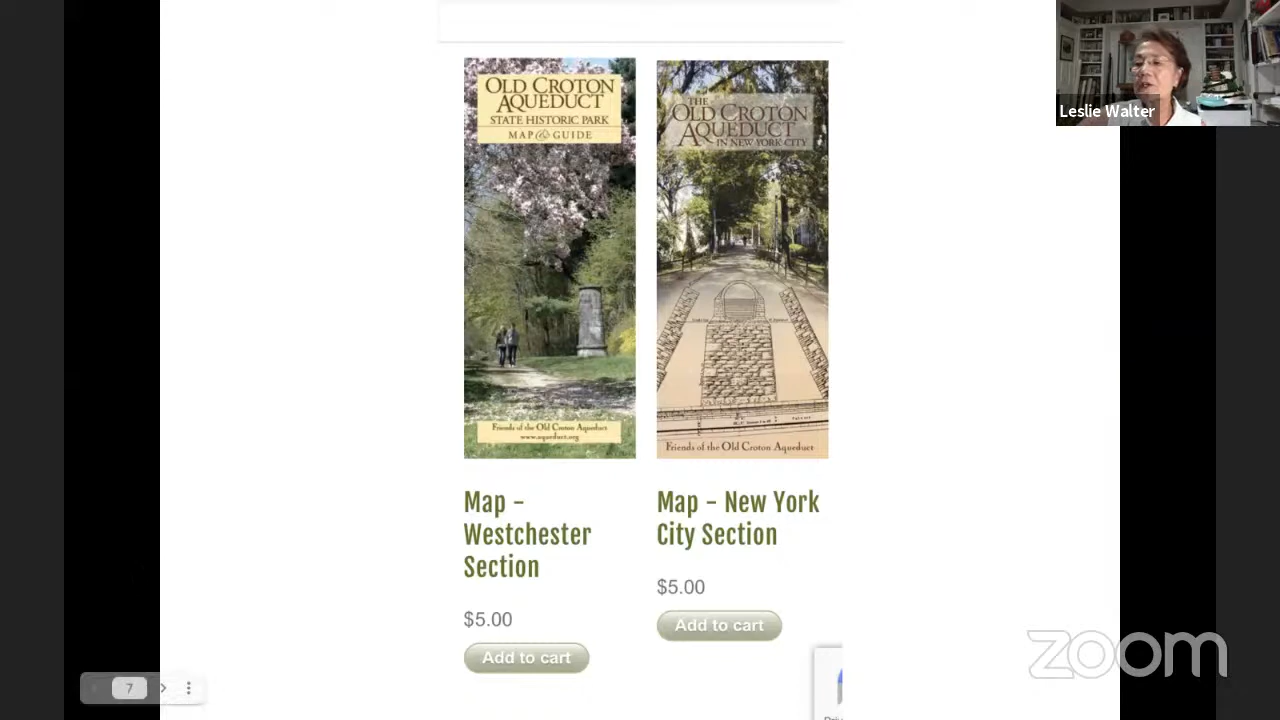 OLD CROTON
AQUEDUCT
STATE HISTORIC PARK
MAP & GUIDE
Friends of the Old Croton Aqueduct
www.aqueduct.org
THE
OLD CROTON
AQUEDUCT
IN NEW YORK CITY
Friends of the Old Croton Aqueduct
Map -
Westchester
Section
$5.00
Add to cart
Map - New York
City Section
$5.00
Add to cart
Leslie Walter
zoom
7